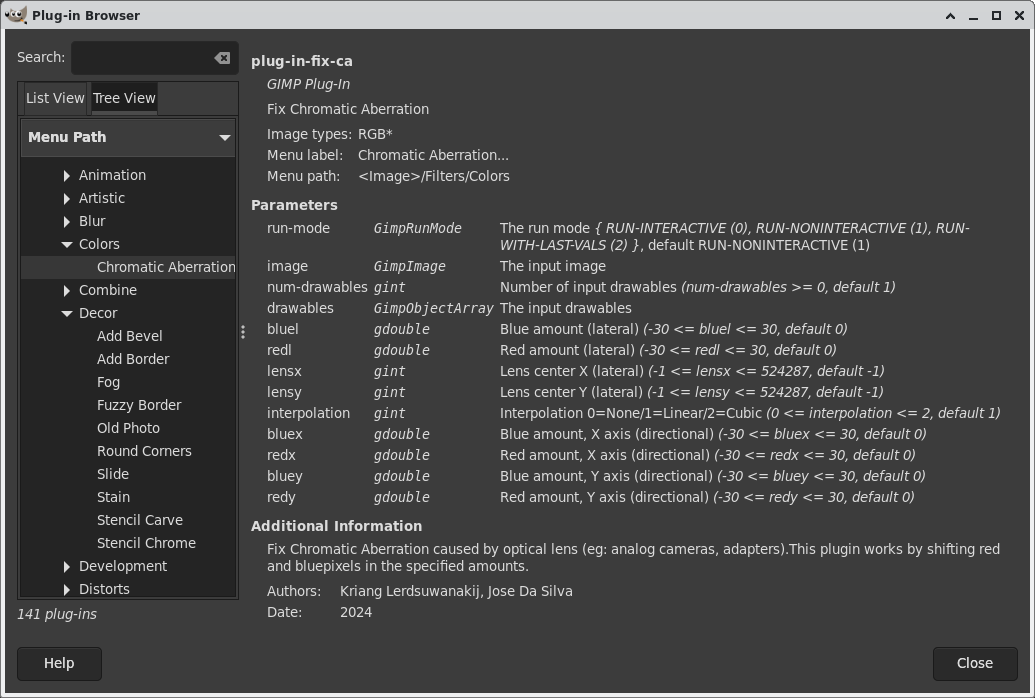 Plug-in Browser
Search:
List View Tree View
Menu Path
Animation
Artistic
Blur
Colors
Chromatic Aberration
Combine
Decor
Add Bevel
Add Border
Fog
Fuzzy Border
Old Photo
Round Corners
Slide
Stain
Stencil Carve
Stencil Chrome
Development
Distorts
141 plug-ins
plug-in-fix-ca
GIMP Plug-In
Fix Chromatic Aberration
Image types: RGB*
Menu label: Chromatic Aberration...
Menu path: <Image>/Filters/Colors
Parameters
run-mode GimpRunMode The run mode { RUN-INTERACTIVE (0), RUN-NONINTERACTIVE (1), RUN-
WITH-LAST-VALS (2) }, default RUN-NONINTERACTIVE (1)
image GimpImage The input image
num-drawables gint Number of input drawables (num-drawables >= 0, default 1)
drawables GimpObjectArray The input drawables
bluel gdouble Blue amount (lateral) (-30 <= bluel <= 30, default 0)
redl gdouble Red amount (lateral) (-30 <= redl <= 30, default 0)
lensx gint Lens center X (lateral) (-1 <= lensx <= 524287, default -1)
lensy gint Lens center Y (lateral) (-1 <= lensy <= 524287, default -1)
interpolation gint Interpolation 0=None/1=Linear/2=Cubic (0 <= interpolation <= 2, default 1)
bluex gdouble Blue amount, X axis (directional) (-30 <= bluex <= 30, default 0)
redx gdouble Red amount, X axis (directional) (-30 <= redx <= 30, default 0)
bluey gdouble Blue amount, Y axis (directional) (-30 <= bluey <= 30, default 0)
redy gdouble Red amount, Y axis (directional) (-30 <= redy <= 30, default 0)
Additional Information
Fix Chromatic Aberration caused by optical lens (eg: analog cameras, adapters).This plugin works by shifting red
and bluepixels in the specified amounts.
Authors: Kriang Lerdsuwanakij, Jose Da Silva
Date: 2024
Help
Close